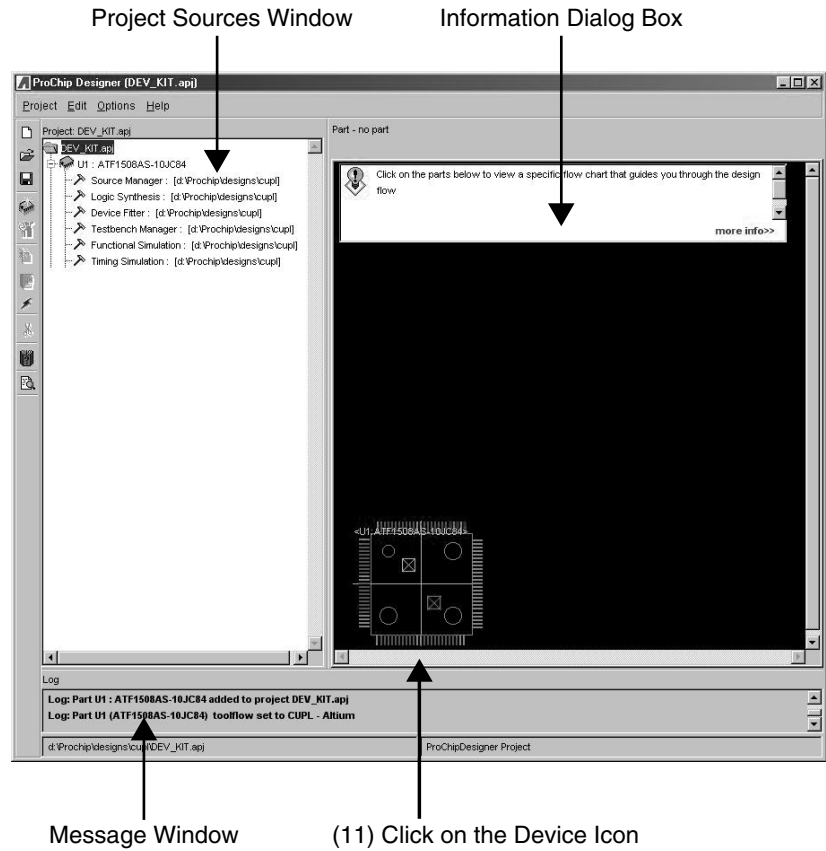 Project Sources Window
Information Dialog Box
ProChip Designer (DEV_KIT.apj)
Project Edit Options Help
Project: DEV_KIT.apj
Part - no part
DEV_KIT.apj
U1 : ATF1508AS-10JC84
Source Manager : [d:\Prochip\designs\cupl]
Logic Synthesis : [d:\Prochip\designs\cupl]
Device Fitter : [d:\Prochip\designs\cupl]
Testbench Manager : [d:\Prochip\designs\cupl]
Functional Simulation : [d:\Prochip\designs\cupl]
Timing Simulation : [d:\Prochip\designs\cupl]
Click on the parts below to view a specific flow chart that guides you through the design
flow
more info>>
<U1:ATF1508AS-10JC84>
Log
Log: Part U1 : ATF1508AS-10JC84 added to project DEV_KIT.apj
Log: Part U1 (ATF1508AS-10JC84) toolflow set to CUPL - Altium
d:\Prochip\designs\cupl\DEV_KIT.apj
ProChipDesigner Project
Message Window
(11) Click on the Device Icon